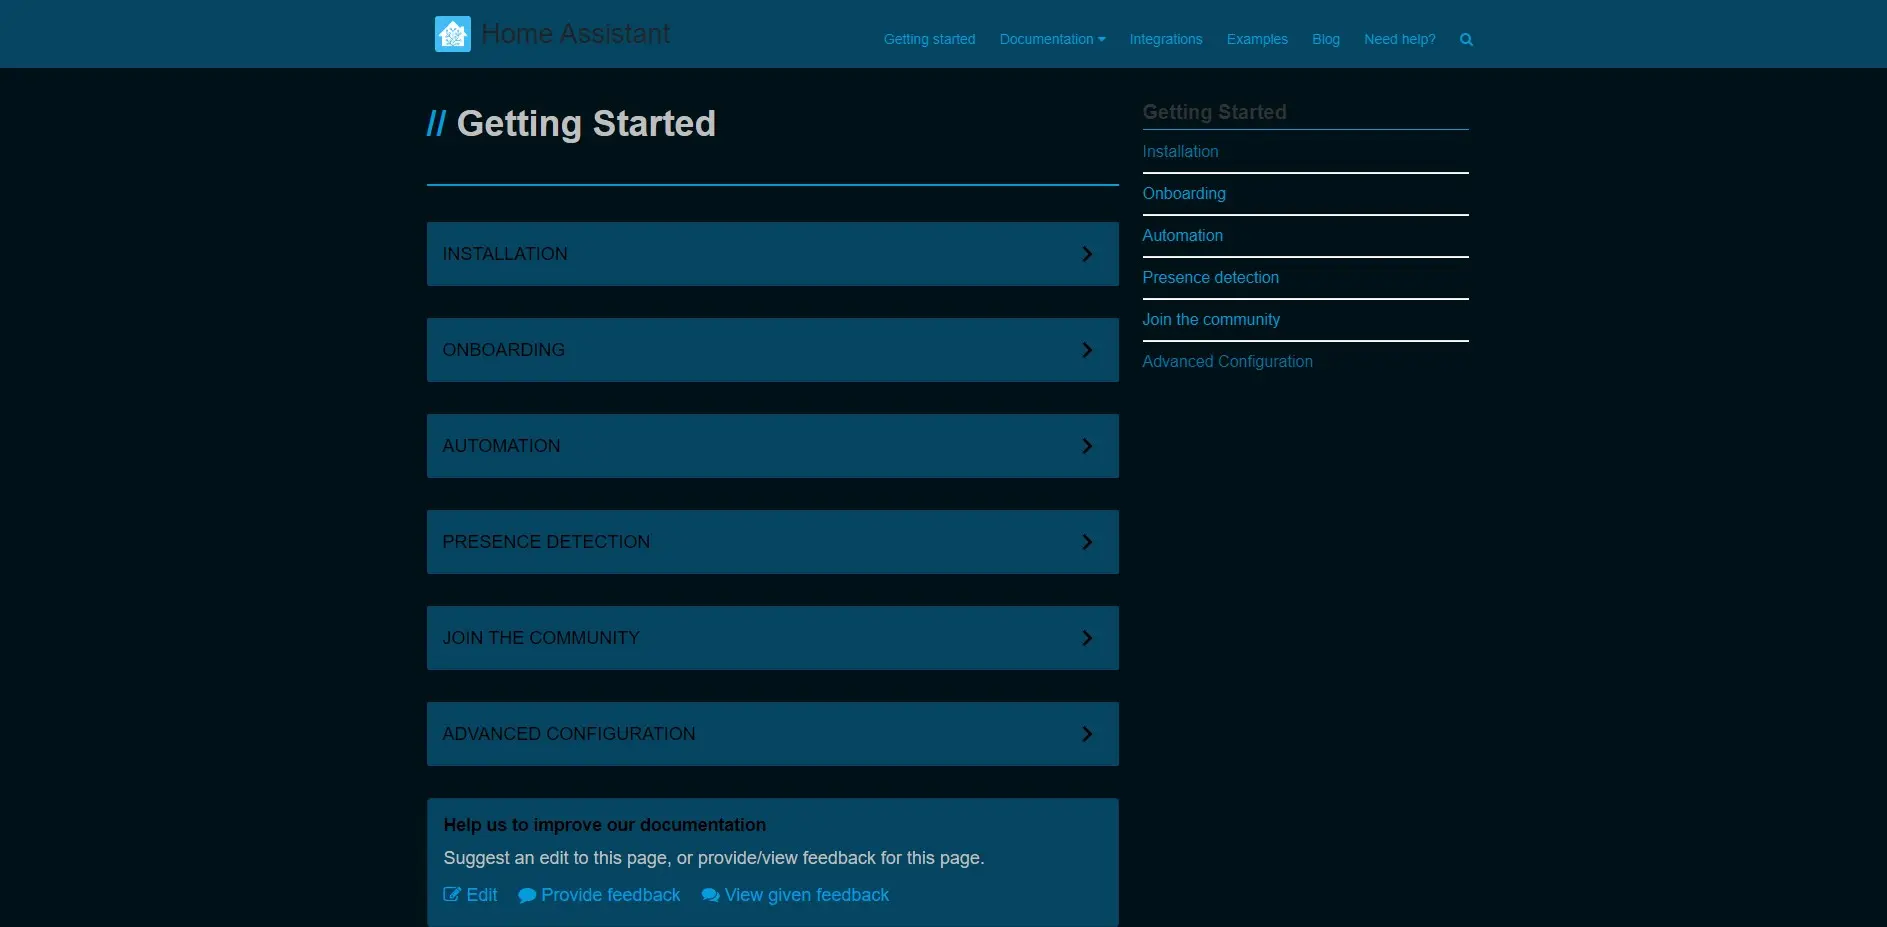 Home Assistant
Getting started Documentation Integrations Examples Blog Need help?
// Getting Started
INSTALLATION
ONBOARDING
AUTOMATION
PRESENCE DETECTION
JOIN THE COMMUNITY
ADVANCED CONFIGURATION
Help us to improve our documentation
Suggest an edit to this page, or provide/view feedback for this page.
Edit Provide feedback View given feedback
Getting Started
Installation
Onboarding
Automation
Presence detection
Join the community
Advanced Configuration